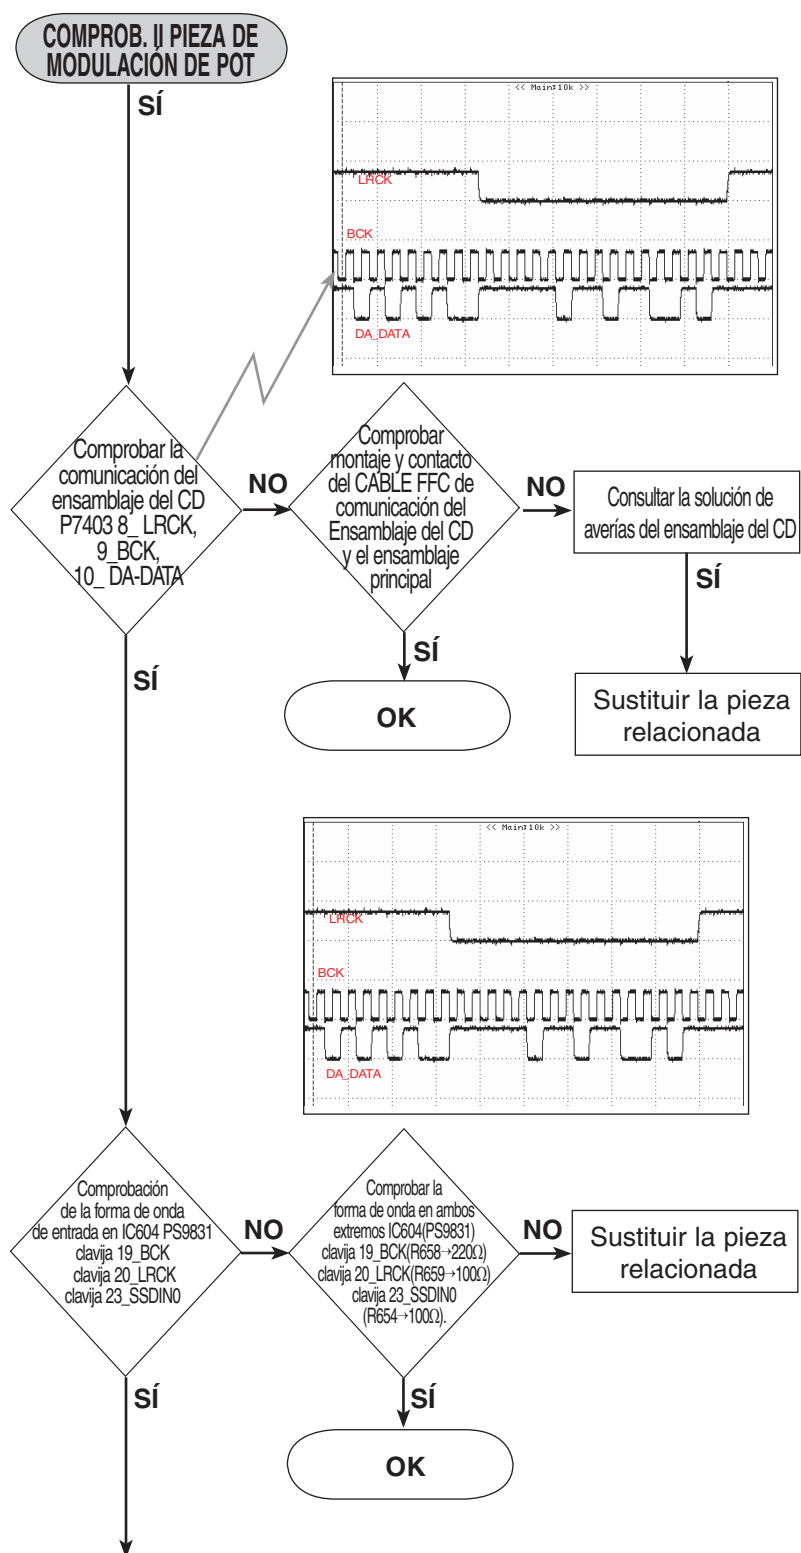 COMPROB. II PIEZA DE
MODULACIÓN DE POT
SÍ
<< Main:10k >>
LRCK
BCK
DA_DATA
Comprobar la
comunicación del
ensamblaje del CD
P7403 8_ LRCK,
9_BCK,
10_ DA-DATA
NO
Comprobar
montaje y contacto
del CABLE FFC de
comunicación del
Ensamblaje del CD
y el ensamblaje
principal
NO
Consultar la solución de
averías del ensamblaje del CD
SÍ
SÍ
SÍ
OK
Sustituir la pieza
relacionada
<< Main:10k >>
LRCK
BCK
DA_DATA
Comprobación
de la forma de onda
de entrada en IC604 PS9831
clavija 19_BCK
clavija 20_LRCK
clavija 23_SSDIN0
NO
Comprobar la
forma de onda en ambos
extremos IC604(PS9831)
clavija 19_BCK(R658→220Ω)
clavija 20_LRCK(R659→100Ω)
clavija 23_SSDIN0
(R654→100Ω).
NO
Sustituir la pieza
relacionada
SÍ
SÍ
OK